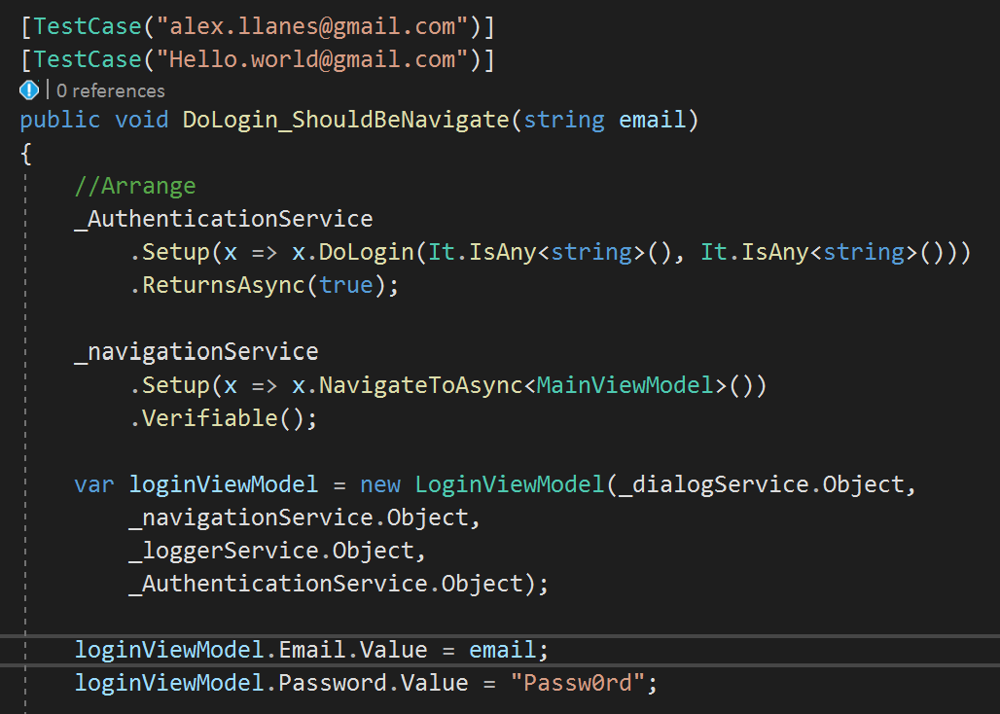 [TestCase("alex.llanes@gmail.com")]
[TestCase("Hello.world@gmail.com")]
0 references
public void DoLogin_ShouldBeNavigate(string email)
{
//Arrange
_AuthenticationService
.Setup(x => x.DoLogin(It.IsAny<string>(), It.IsAny<string>()))
.ReturnsAsync(true);
_navigationService
.Setup(x => x.NavigateToAsync<MainViewModel>())
.Verifiable();
var loginViewModel = new LoginViewModel(_dialogService.Object,
_navigationService.Object,
_loggerService.Object,
_AuthenticationService.Object);
loginViewModel.Email.Value = email;
loginViewModel.Password.Value = "Passw0rd";